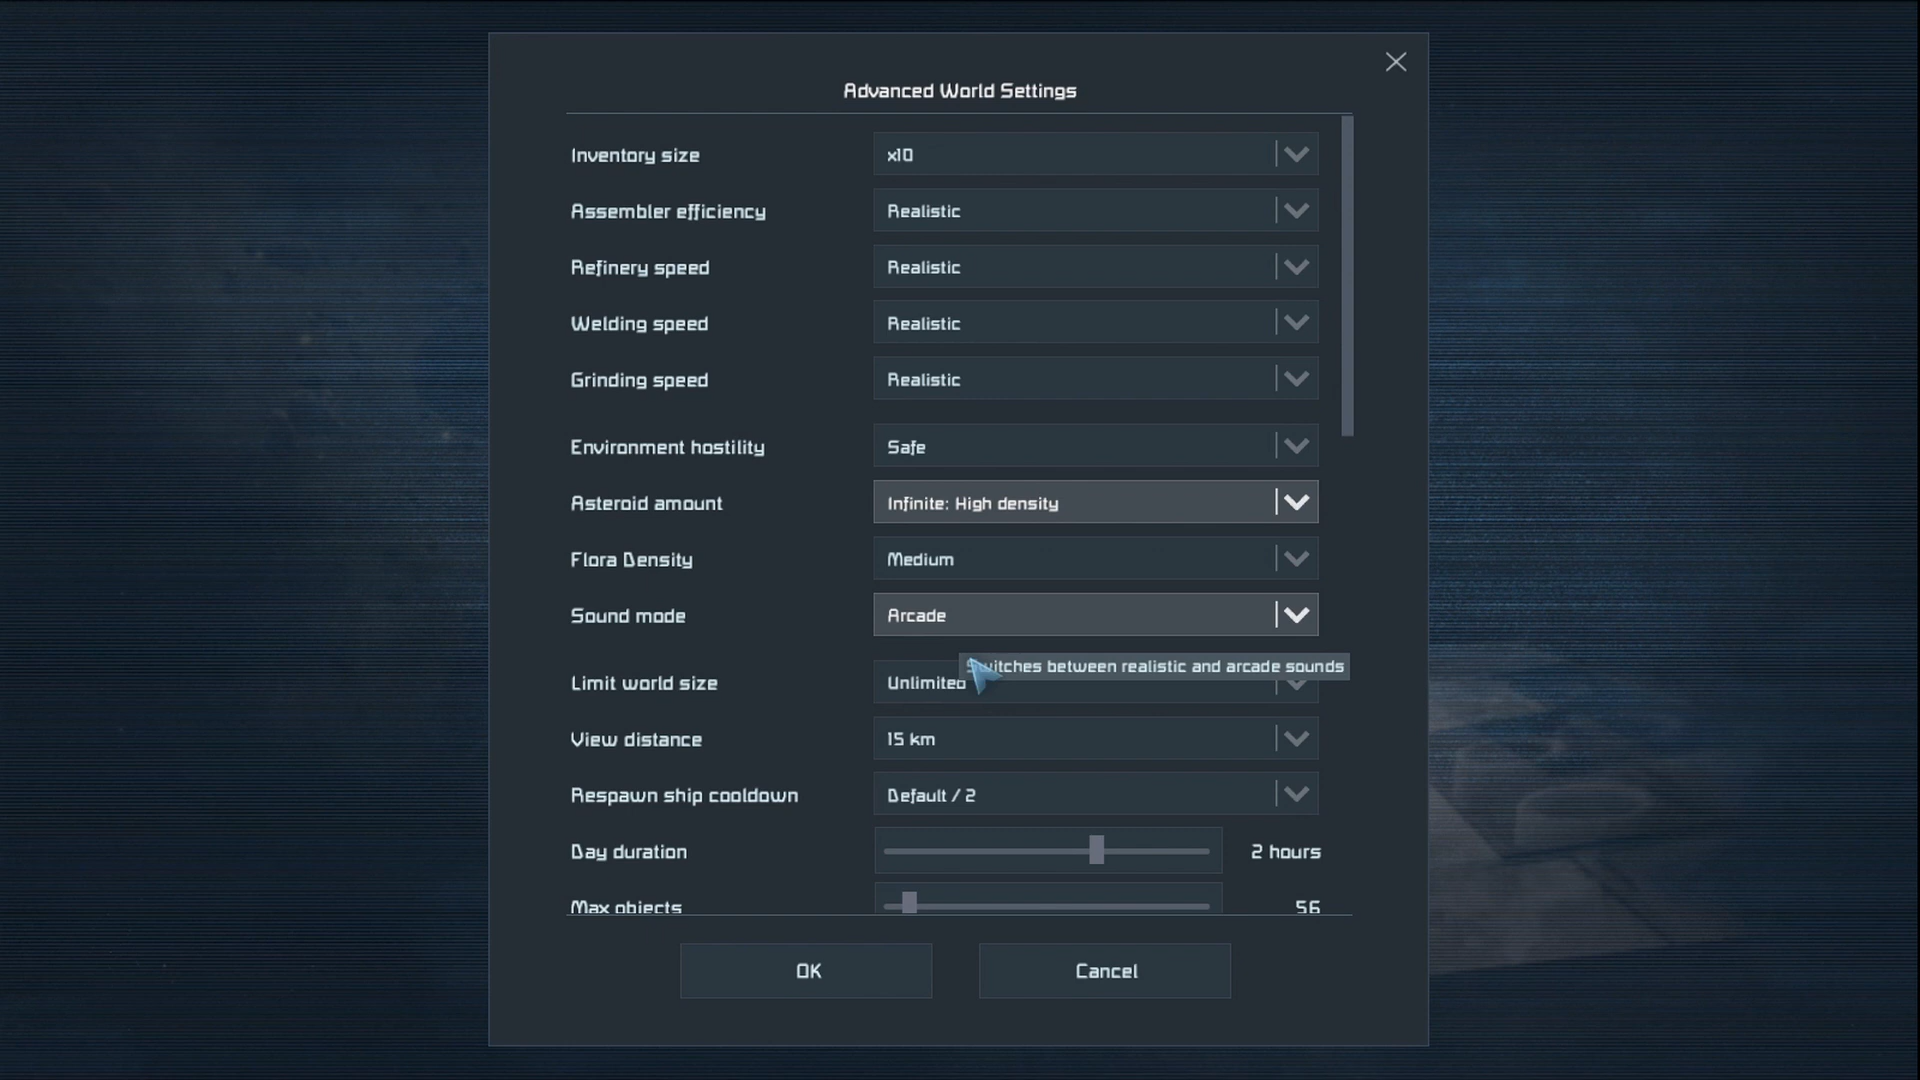 Advanced World Settings
Inventory size x10
Assembler efficiency Realistic
Refinery speed Realistic
Welding speed Realistic
Grinding speed Realistic
Environment hostility Safe
Asteroid amount Infinite: High density
Flora Density Medium
Sound mode Arcade
Switches between realistic and arcade sounds
Limit world size Unlimited
View distance 15 km
Respawn ship cooldown Default / 2
Day duration 2 hours
Max objects 56
OK Cancel